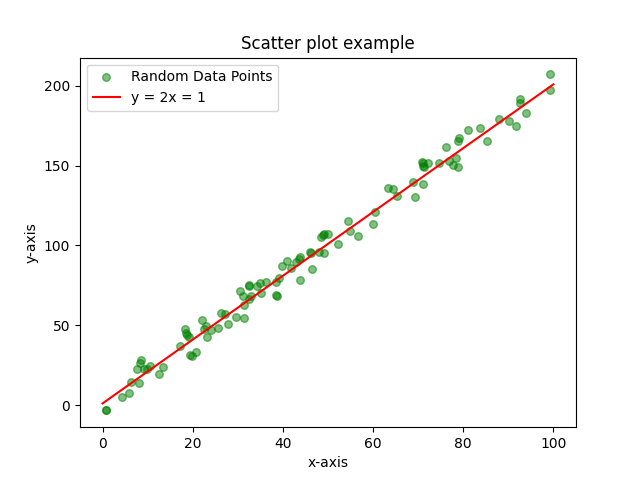 Scatter plot example
Random Data Points
y = 2x = 1
200
150
100
50
0
y-axis
0 20 40 60 80 100
x-axis